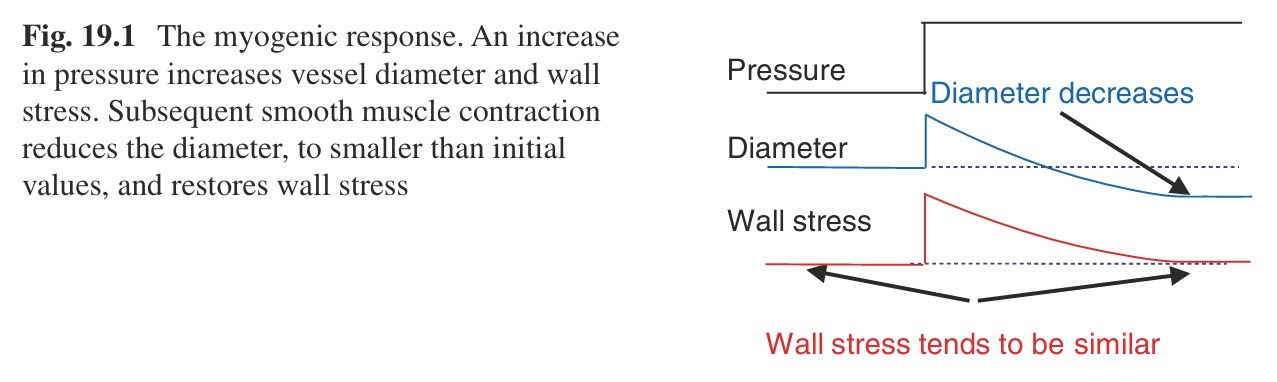 Fig. 19.1 The myogenic response. An increase
in pressure increases vessel diameter and wall
stress. Subsequent smooth muscle contraction
reduces the diameter, to smaller than initial
values, and restores wall stress
Pressure
Diameter decreases
Diameter
Wall stress
Wall stress tends to be similar